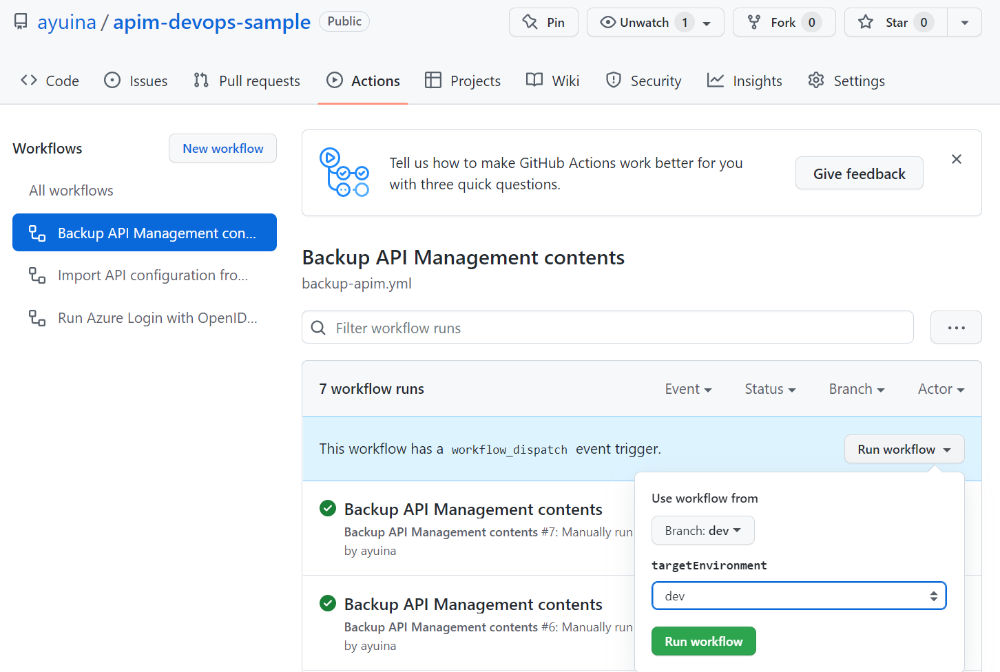 ayuina / apim-devops-sample Public
Pin
Unwatch 1
Fork 0
Star 0
Code
Issues
Pull requests
Actions
Projects
Wiki
Security
Insights
Settings
Workflows
New workflow
All workflows
Backup API Management con...
Import API configuration fro...
Run Azure Login with OpenID...
Tell us how to make GitHub Actions work better for you
with three quick questions.
Give feedback
Backup API Management contents
backup-apim.yml
Filter workflow runs
7 workflow runs
Event
Status
Branch
Actor
This workflow has a workflow_dispatch event trigger.
Run workflow
Use workflow from
Branch: dev
targetEnvironment
dev
Run workflow
Backup API Management contents
Backup API Management contents #7: Manually run
by ayuina
Backup API Management contents
Backup API Management contents #6: Manually run
by ayuina